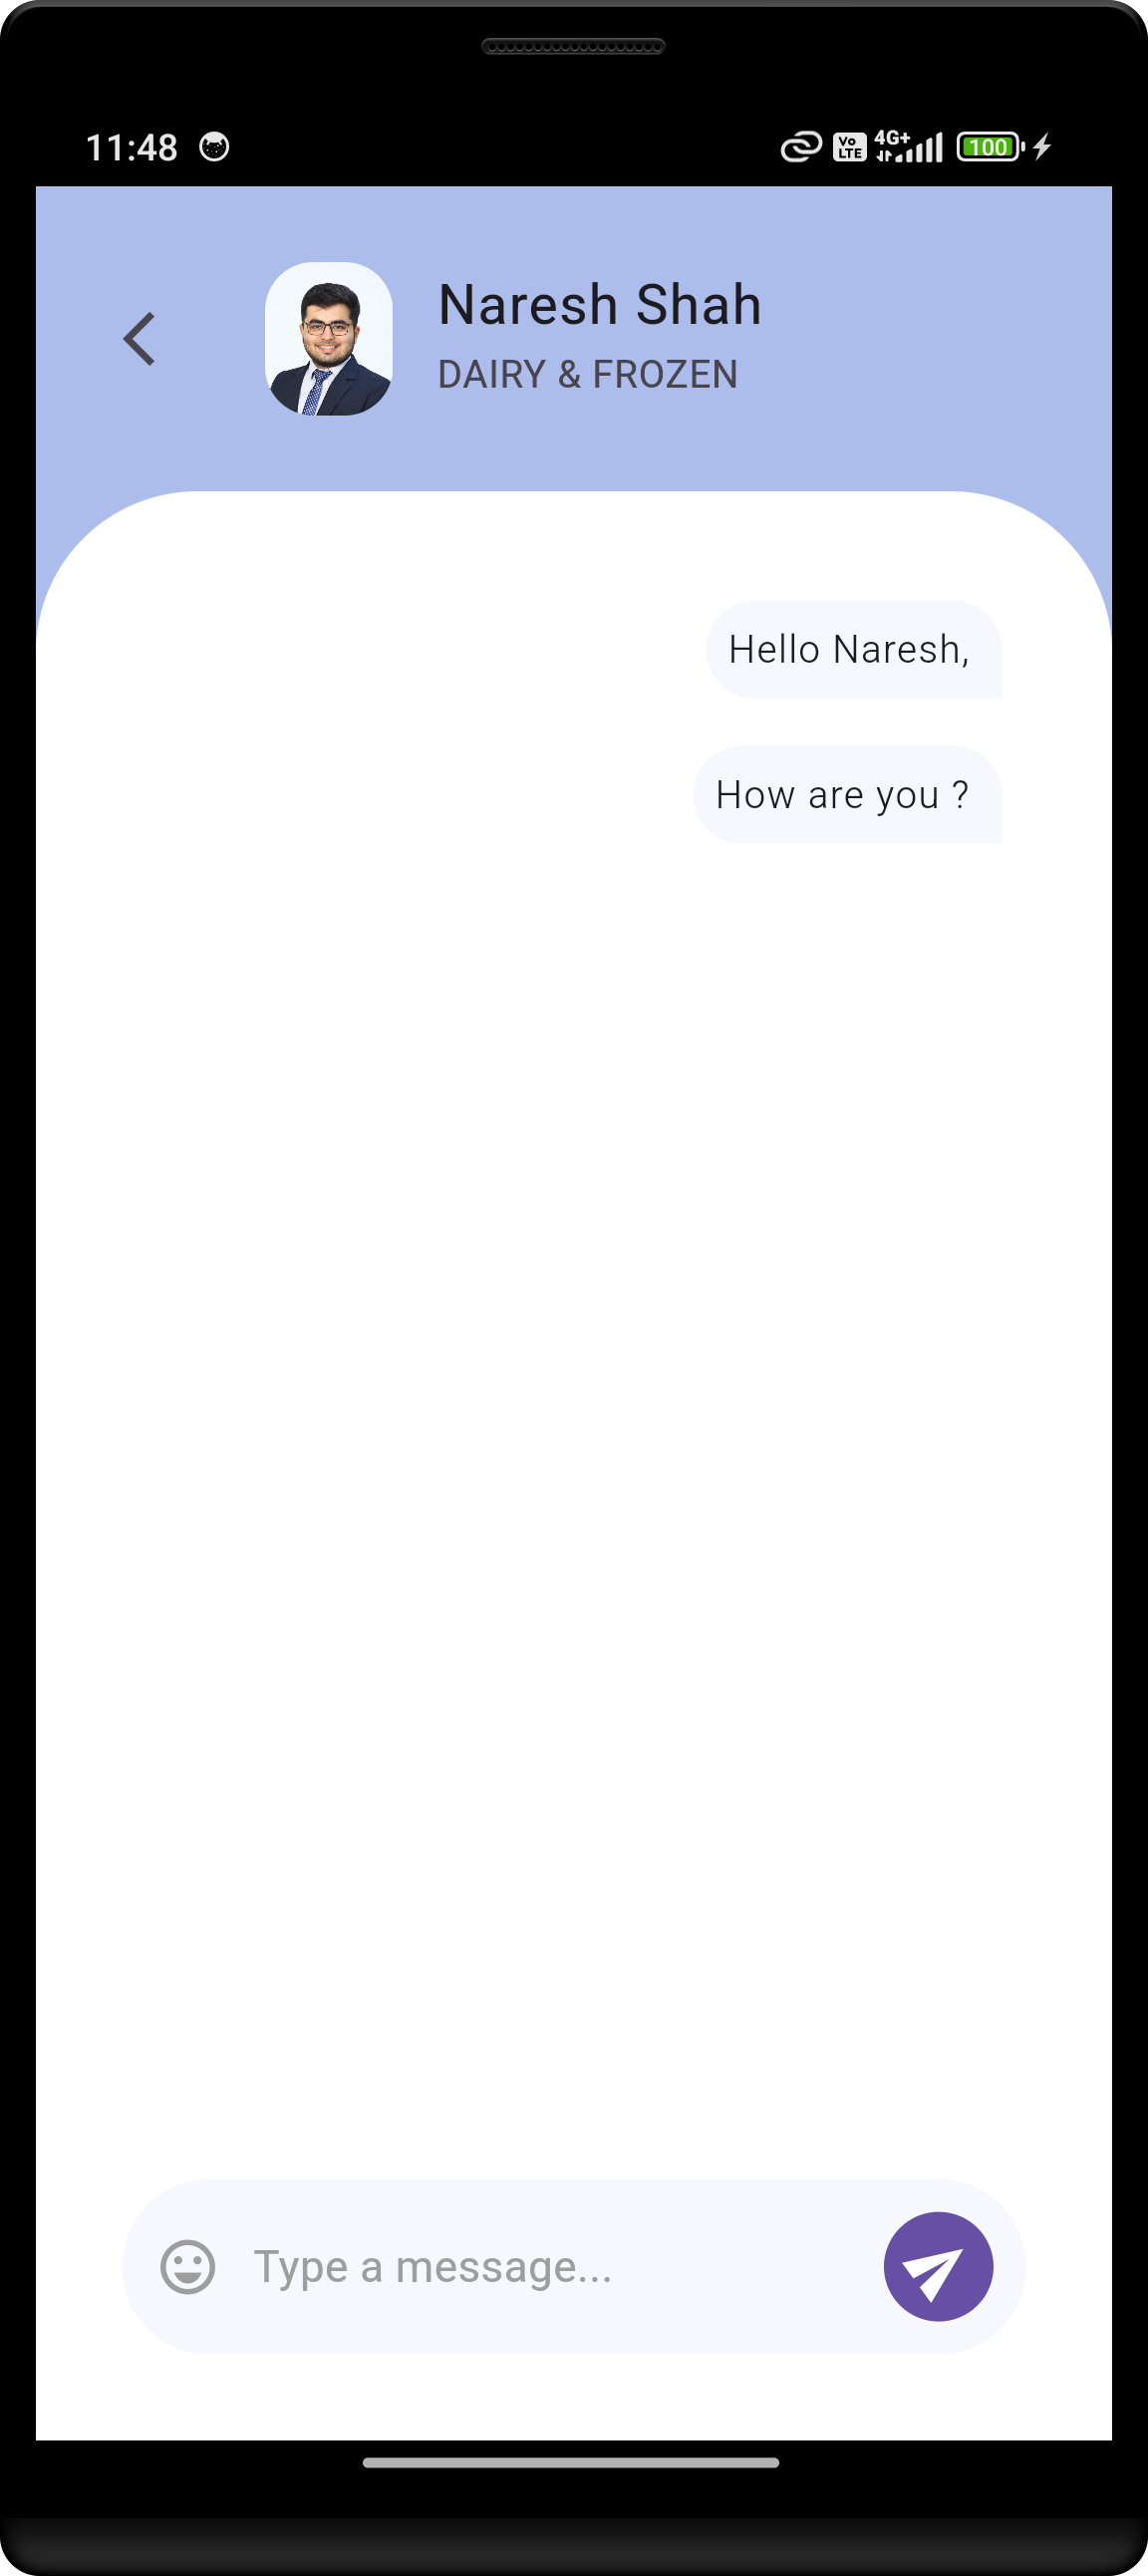 11:48 Vo LTE 4G+ 100
Naresh Shah
DAIRY & FROZEN
Hello Naresh,
How are you ?
Type a message...